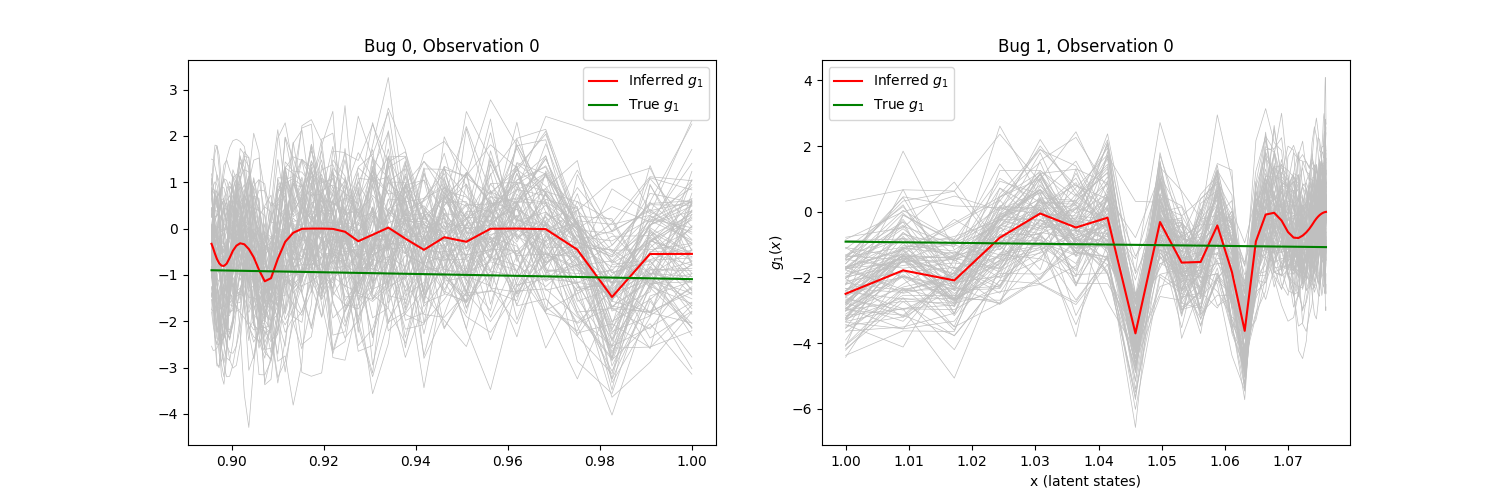 Bug 0, Observation 0
Inferred g₁
True g₁
3
2
1
0
−1
−2
−3
−4
0.90 0.92 0.94 0.96 0.98 1.00
Bug 1, Observation 0
Inferred g₁
True g₁
g₁(x)
4
2
0
−2
−4
−6
1.00 1.01 1.02 1.03 1.04 1.05 1.06 1.07
x (latent states)